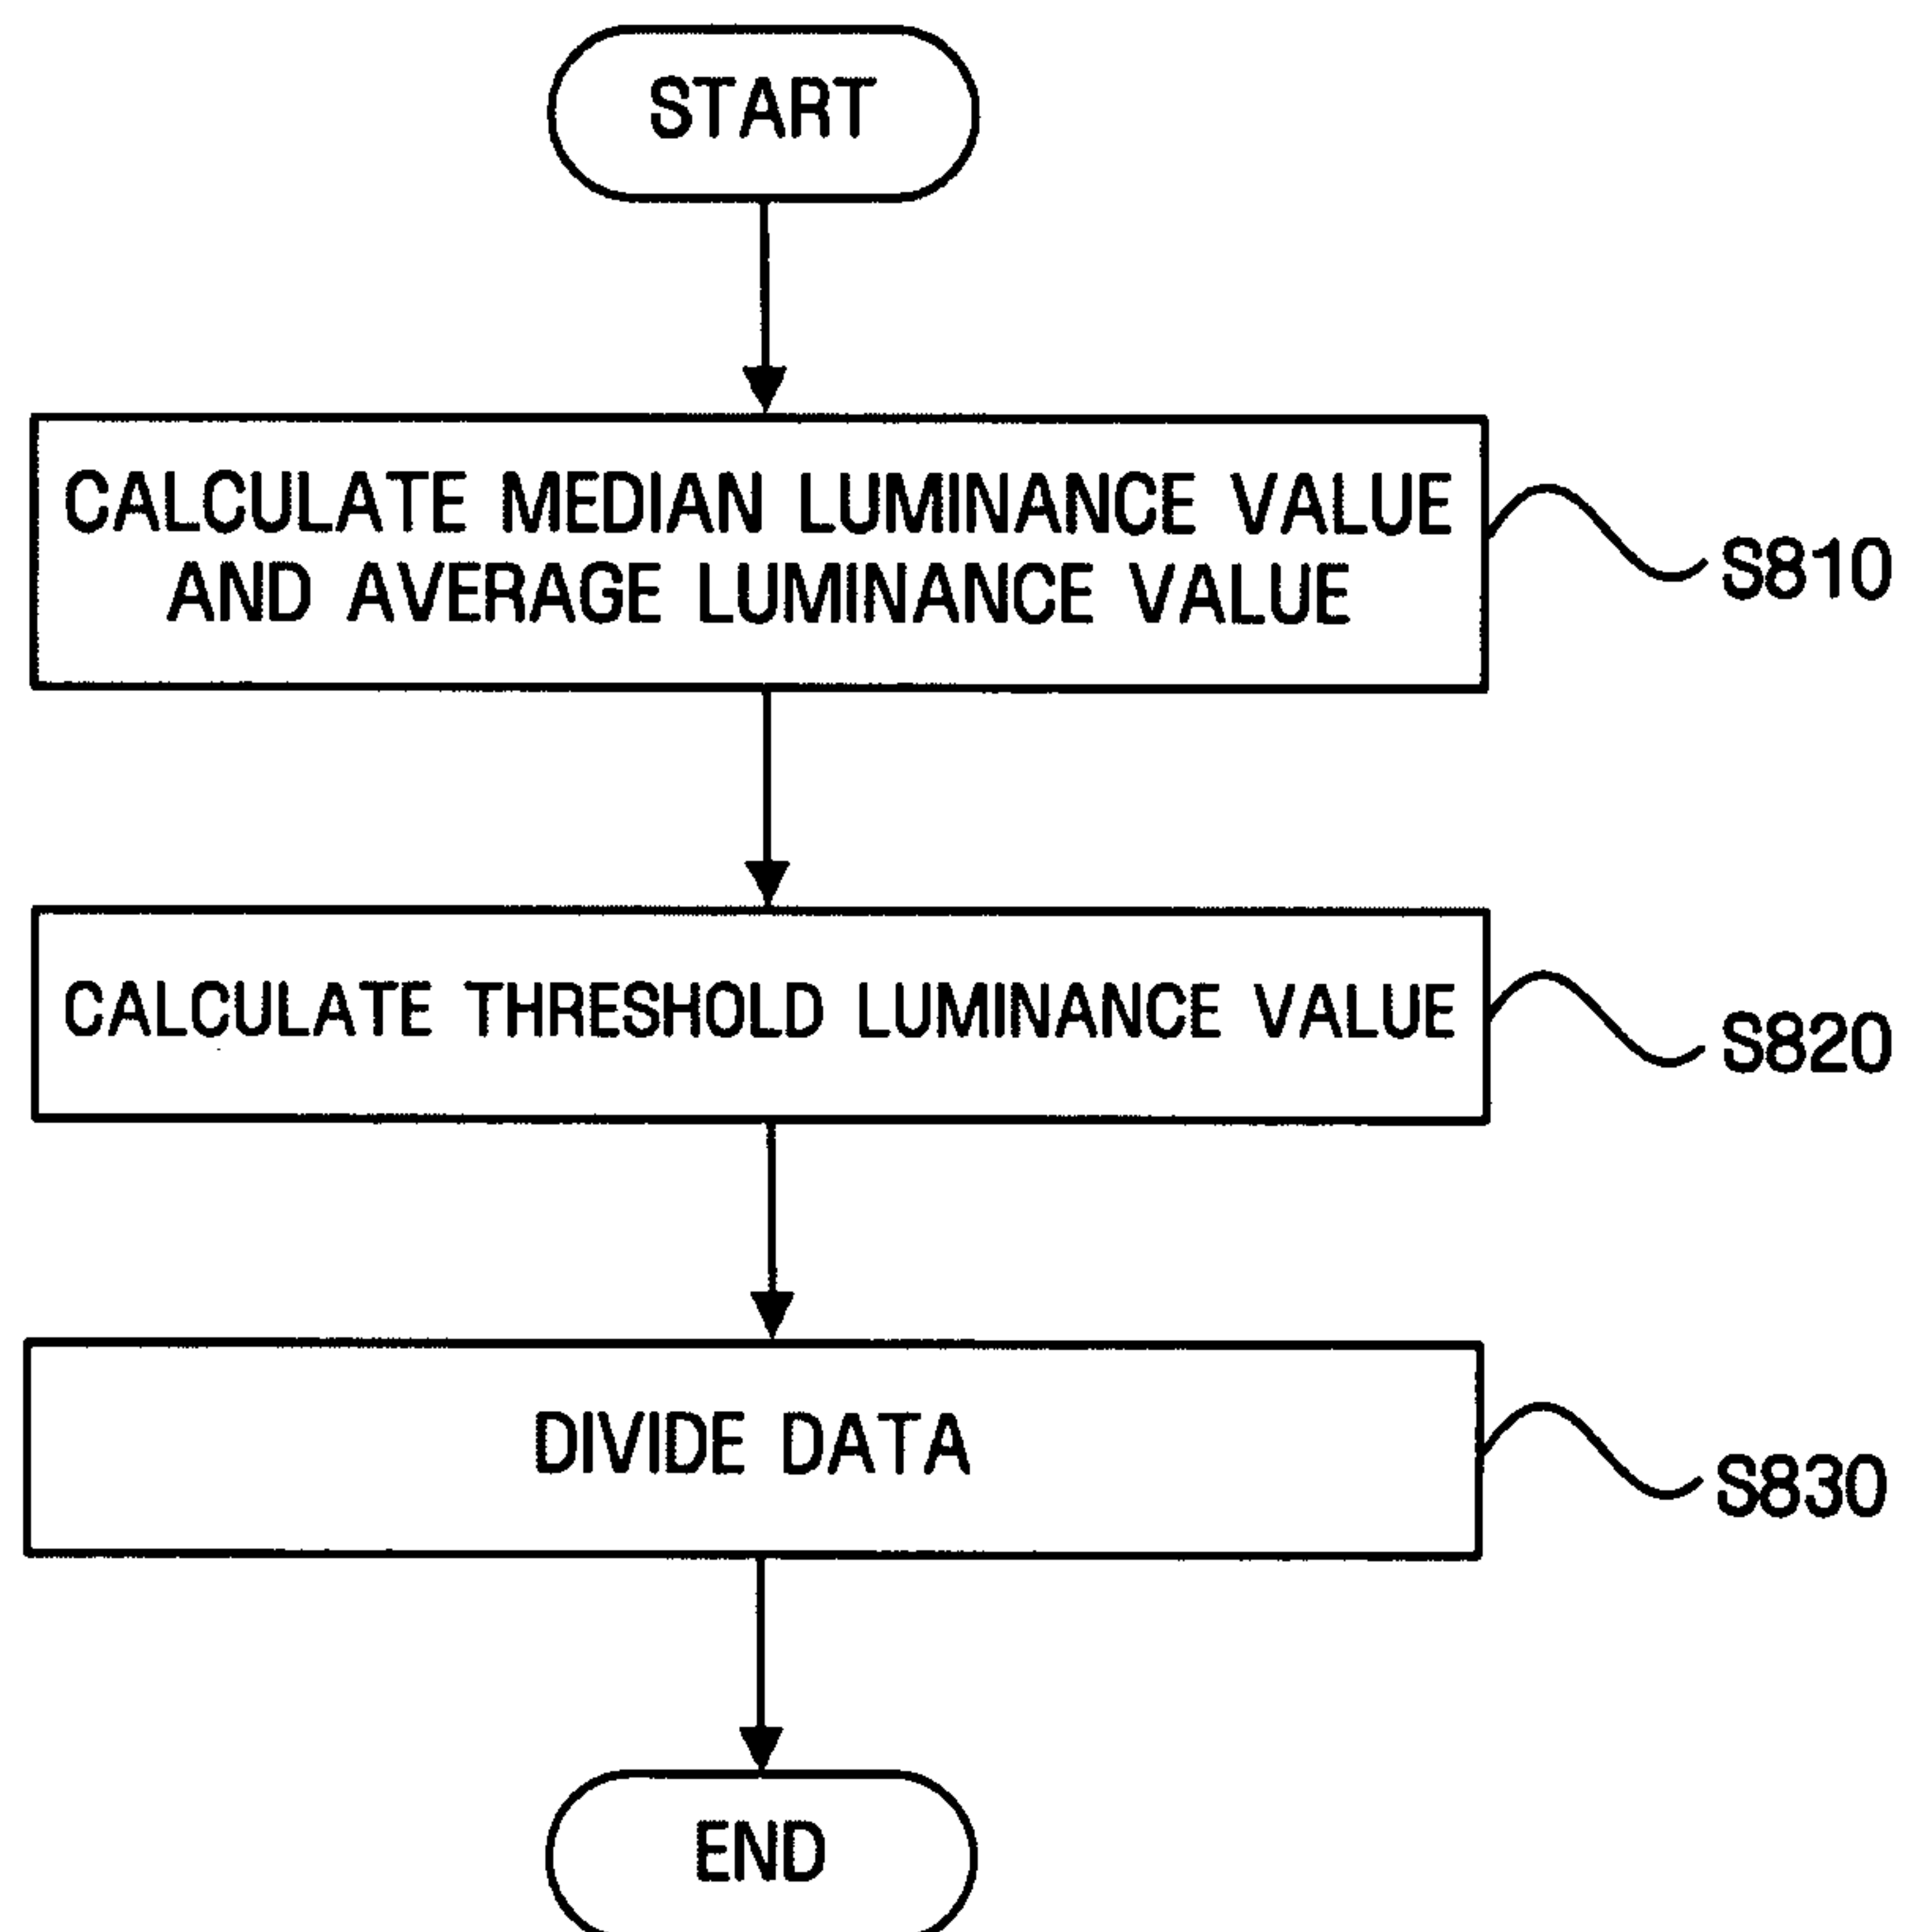 START
CALCULATE MEDIAN LUMINANCE VALUE
AND AVERAGE LUMINANCE VALUE
S810
CALCULATE THRESHOLD LUMINANCE VALUE
S820
DIVIDE DATA
S830
END